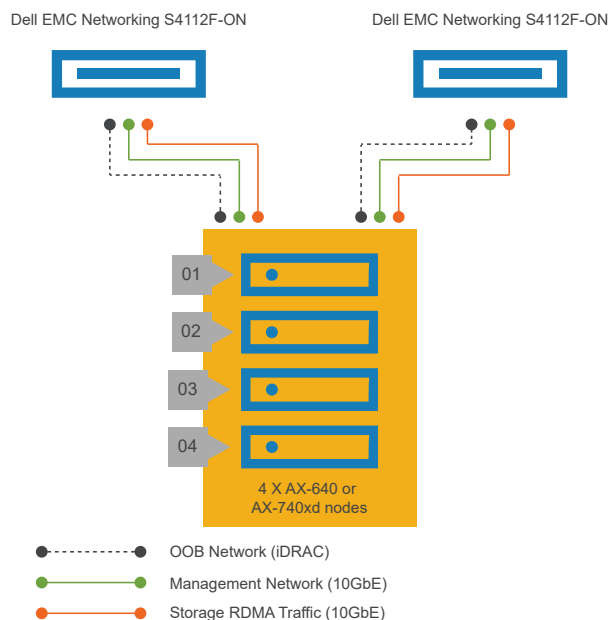 Dell EMC Networking S4112F-ON
Dell EMC Networking S4112F-ON
01
02
03
04
4 X AX-640 or
AX-740xd nodes
OOB Network (iDRAC)
Management Network (10GbE)
Storage RDMA Traffic (10GbE)